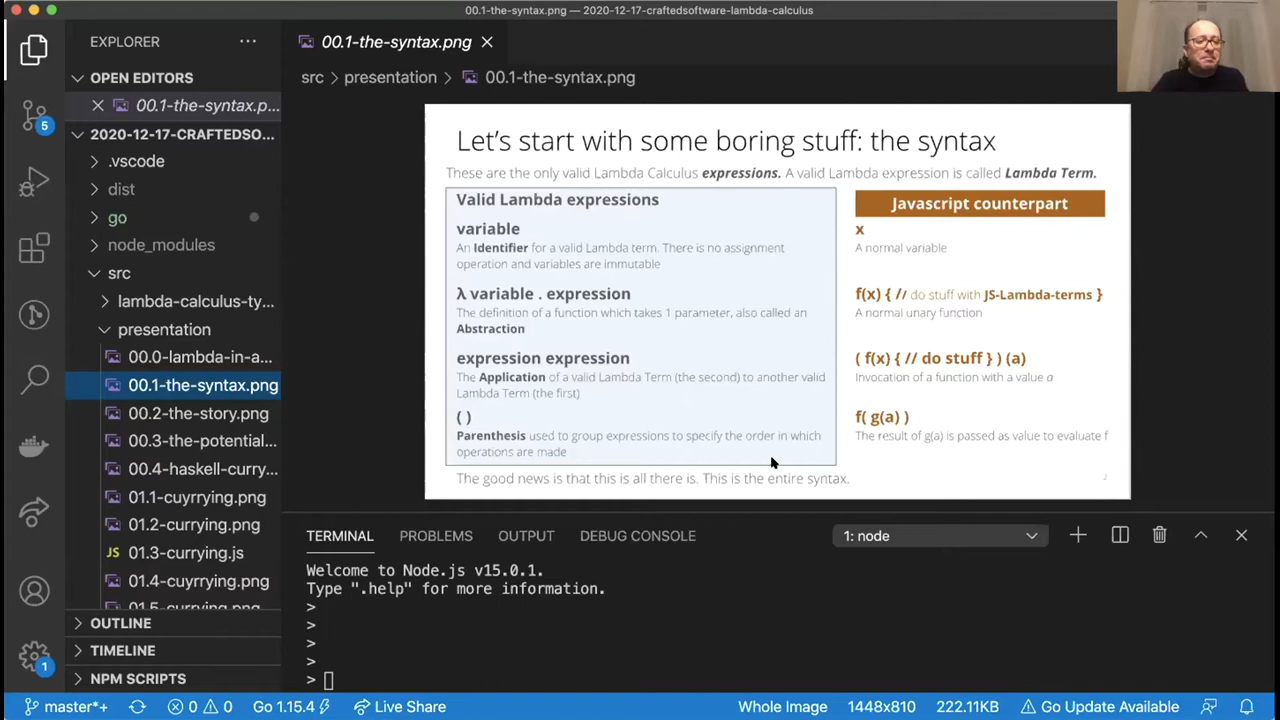 00.1-the-syntax.png — 2020-12-17-craftedsoftware-lambda-calculus
EXPLORER
···
00.1-the-syntax.png
OPEN EDITORS
src > presentation > 00.1-the-syntax.png
00.1-the-syntax.p...
5
2020-12-17-CRAFTEDSO...
.vscode
dist
go
node_modules
src
lambda-calculus-ty...
presentation
00.0-lambda-in-a...
00.1-the-syntax.png
00.2-the-story.png
00.3-the-potential...
00.4-haskell-curry...
01.1-cuyrrying.png
01.2-currying.png
JS 01.3-currying.js
01.4-cuyrrying.png
01.5-currying.png
OUTLINE
TIMELINE
1
NPM SCRIPTS
Let's start with some boring stuff: the syntax
These are the only valid Lambda Calculus expressions. A valid Lambda expression is called Lambda Term.
Valid Lambda expressions
variable
An Identifier for a valid Lambda term. There is no assignment
operation and variables are immutable
λ variable . expression
The definition of a function which takes 1 parameter, also called an
Abstraction
expression expression
The Application of a valid Lambda Term (the second) to another valid
Lambda Term (the first)
( )
Parenthesis used to group expressions to specify the order in which
operations are made
Javascript counterpart
x
A normal variable
f(x) { // do stuff with JS-Lambda-terms }
A normal unary function
( f(x) { // do stuff } ) (a)
Invocation of a function with a value a
f( g(a) )
The result of g(a) is passed as value to evaluate f
The good news is that this is all there is. This is the entire syntax.
2
TERMINAL PROBLEMS OUTPUT DEBUG CONSOLE 1: node
Welcome to Node.js v15.0.1.
Type ".help" for more information.
>
>
>
>
>
master*+ 0 0 Go 1.15.4 Live Share Whole Image 1448x810 222.11KB Go Update Available